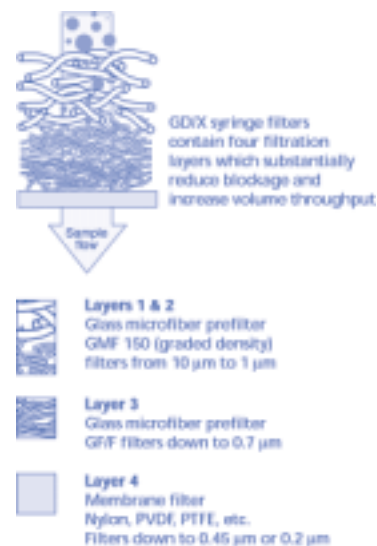 GD/X syringe filters
contain four filtration
layers which substantially
reduce blockage and
increase volume throughput
Sample
flow
Layers 1 & 2
Glass microfiber prefilter
GMF 150 (graded density)
filters from 10 µm to 1 µm
Layer 3
Glass microfiber prefilter
GF/F filters down to 0.7 µm
Layer 4
Membrane filter
Nylon, PVDF, PTFE, etc.
Filters down to 0.45 µm or 0.2 µm